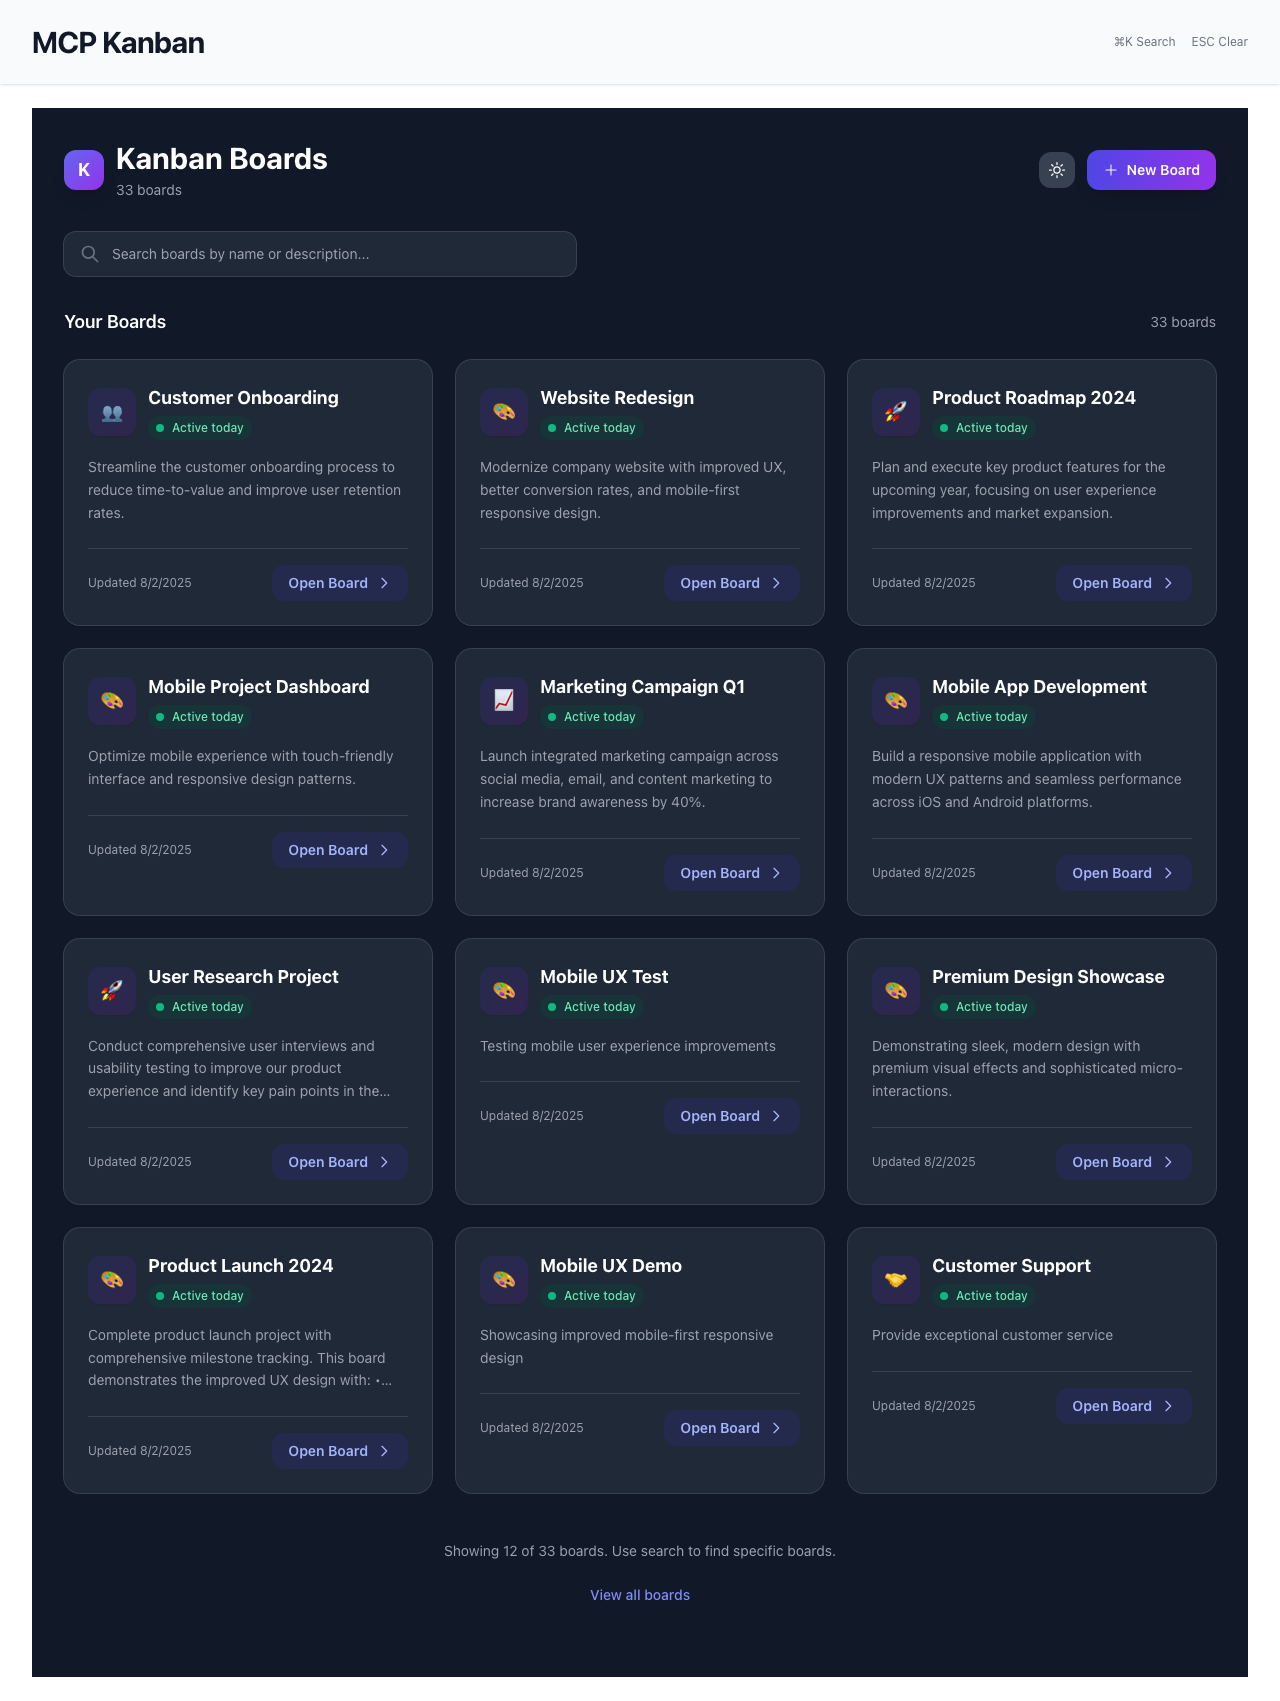 MCP Kanban
⌘K Search
ESC Clear
K
Kanban Boards
33 boards
New Board
Search boards by name or description...
Your Boards
33 boards
Customer Onboarding
Active today
Streamline the customer onboarding process to
reduce time-to-value and improve user retention
rates.
Updated 8/2/2025
Open Board
Website Redesign
Active today
Modernize company website with improved UX,
better conversion rates, and mobile-first
responsive design.
Updated 8/2/2025
Open Board
Product Roadmap 2024
Active today
Plan and execute key product features for the
upcoming year, focusing on user experience
improvements and market expansion.
Updated 8/2/2025
Open Board
Mobile Project Dashboard
Active today
Optimize mobile experience with touch-friendly
interface and responsive design patterns.
Updated 8/2/2025
Open Board
Marketing Campaign Q1
Active today
Launch integrated marketing campaign across
social media, email, and content marketing to
increase brand awareness by 40%.
Updated 8/2/2025
Open Board
Mobile App Development
Active today
Build a responsive mobile application with
modern UX patterns and seamless performance
across iOS and Android platforms.
Updated 8/2/2025
Open Board
User Research Project
Active today
Conduct comprehensive user interviews and
usability testing to improve our product
experience and identify key pain points in the...
Updated 8/2/2025
Open Board
Mobile UX Test
Active today
Testing mobile user experience improvements
Updated 8/2/2025
Open Board
Premium Design Showcase
Active today
Demonstrating sleek, modern design with
premium visual effects and sophisticated micro-
interactions.
Updated 8/2/2025
Open Board
Product Launch 2024
Active today
Complete product launch project with
comprehensive milestone tracking. This board
demonstrates the improved UX design with: •...
Updated 8/2/2025
Open Board
Mobile UX Demo
Active today
Showcasing improved mobile-first responsive
design
Updated 8/2/2025
Open Board
Customer Support
Active today
Provide exceptional customer service
Updated 8/2/2025
Open Board
Showing 12 of 33 boards. Use search to find specific boards.
View all boards